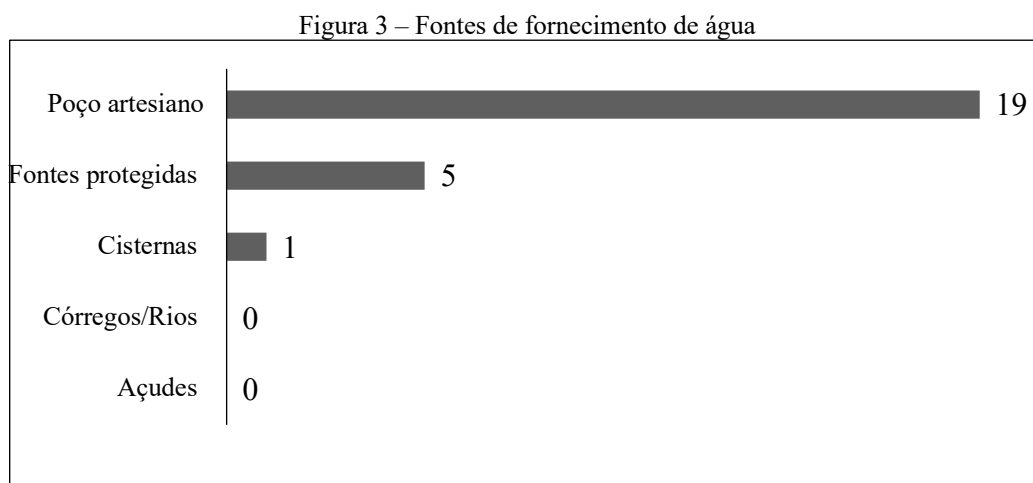 Figura 3 – Fontes de fornecimento de água
Poço artesiano 19
Fontes protegidas 5
Cisternas 1
Córregos/Rios 0
Açudes 0